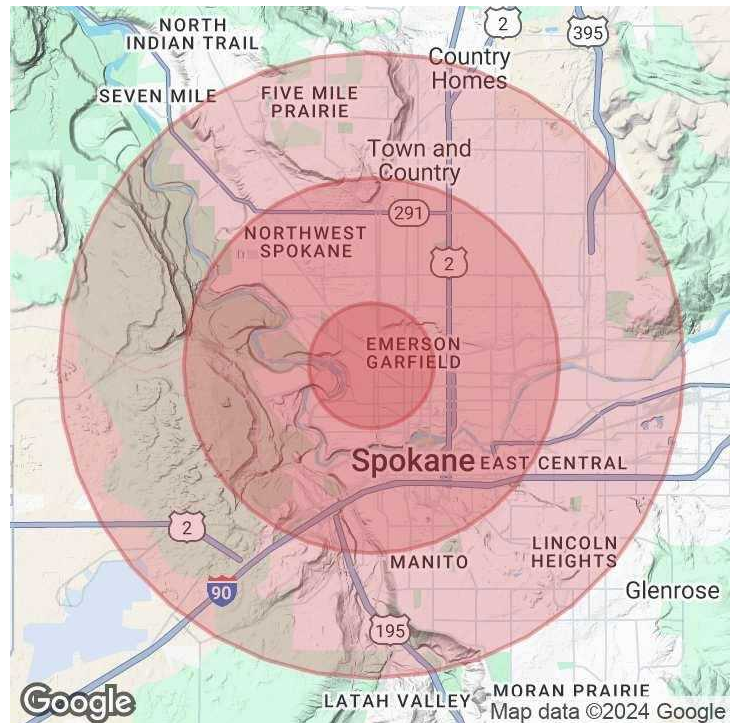 NORTH
INDIAN TRAIL
2
395
Country
Homes
SEVEN MILE
FIVE MILE
PRAIRIE
Town and
Country
291
NORTHWEST
SPOKANE
2
EMERSON
GARFIELD
Spokane
EAST CENTRAL
2
MANITO
LINCOLN
HEIGHTS
90
Glenrose
195
LATAH VALLEY
MORAN PRAIRIE
Google
Map data ©2024 Google